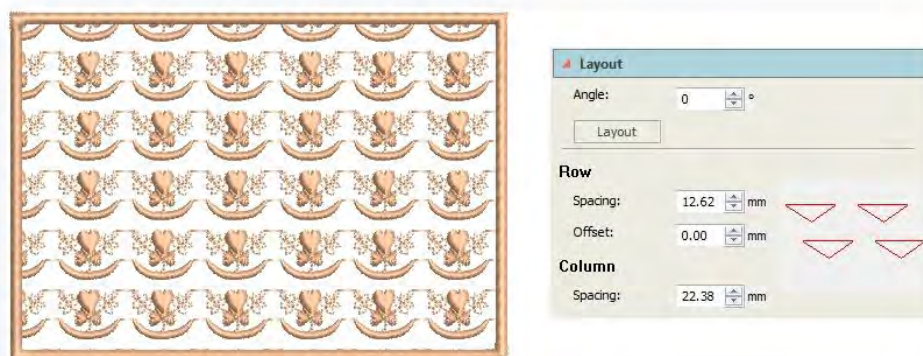 Layout
Angle: 0 °
Layout
Row
Spacing: 12.62 mm
Offset: 0.00 mm
Column
Spacing: 22.38 mm